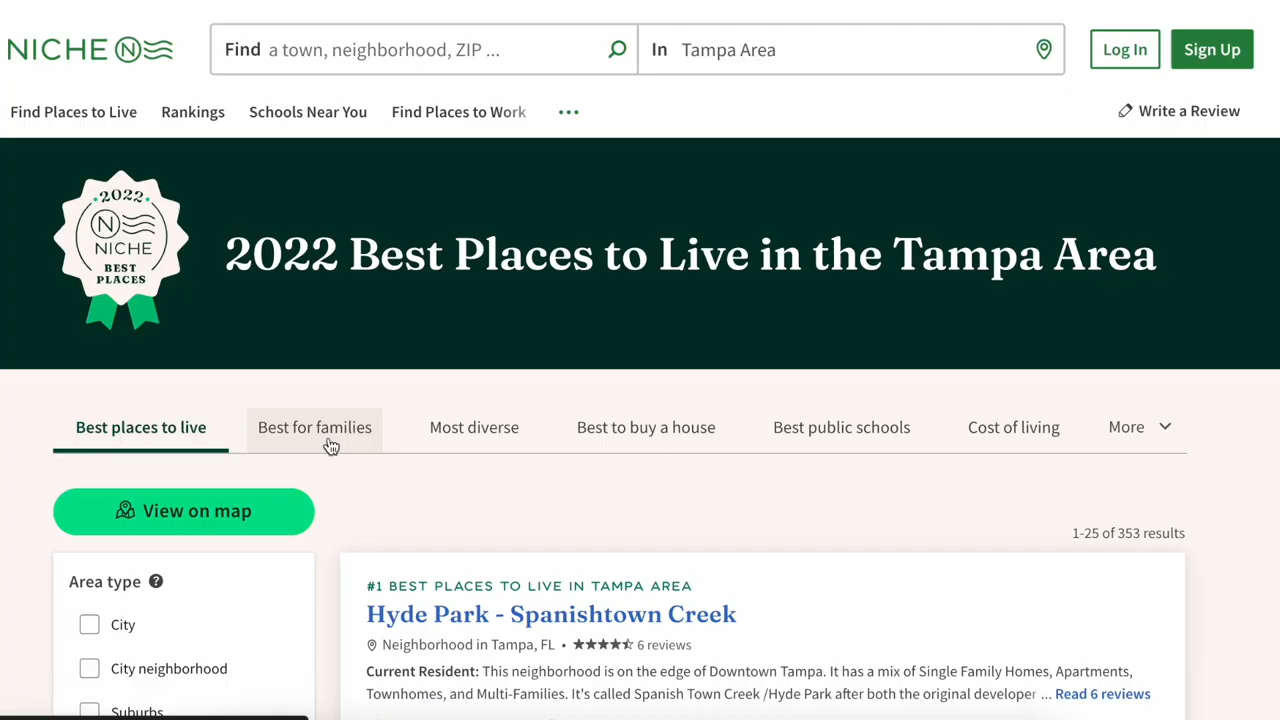 NICHE N
Find a town, neighborhood, ZIP ...
In Tampa Area
Log In
Sign Up
Find Places to Live
Rankings
Schools Near You
Find Places to Work
•••
Write a Review
2022
N
NICHE
BEST
PLACES
2022 Best Places to Live in the Tampa Area
Best places to live
Best for families
Most diverse
Best to buy a house
Best public schools
Cost of living
More
View on map
1-25 of 353 results
Area type ?
City
City neighborhood
Suburbs
#1 BEST PLACES TO LIVE IN TAMPA AREA
Hyde Park - Spanishtown Creek
Neighborhood in Tampa, FL • ★★★★½ 6 reviews
Current Resident: This neighborhood is on the edge of Downtown Tampa. It has a mix of Single Family Homes, Apartments,
Townhomes, and Multi-Families. It's called Spanish Town Creek /Hyde Park after both the original developer ... Read 6 reviews